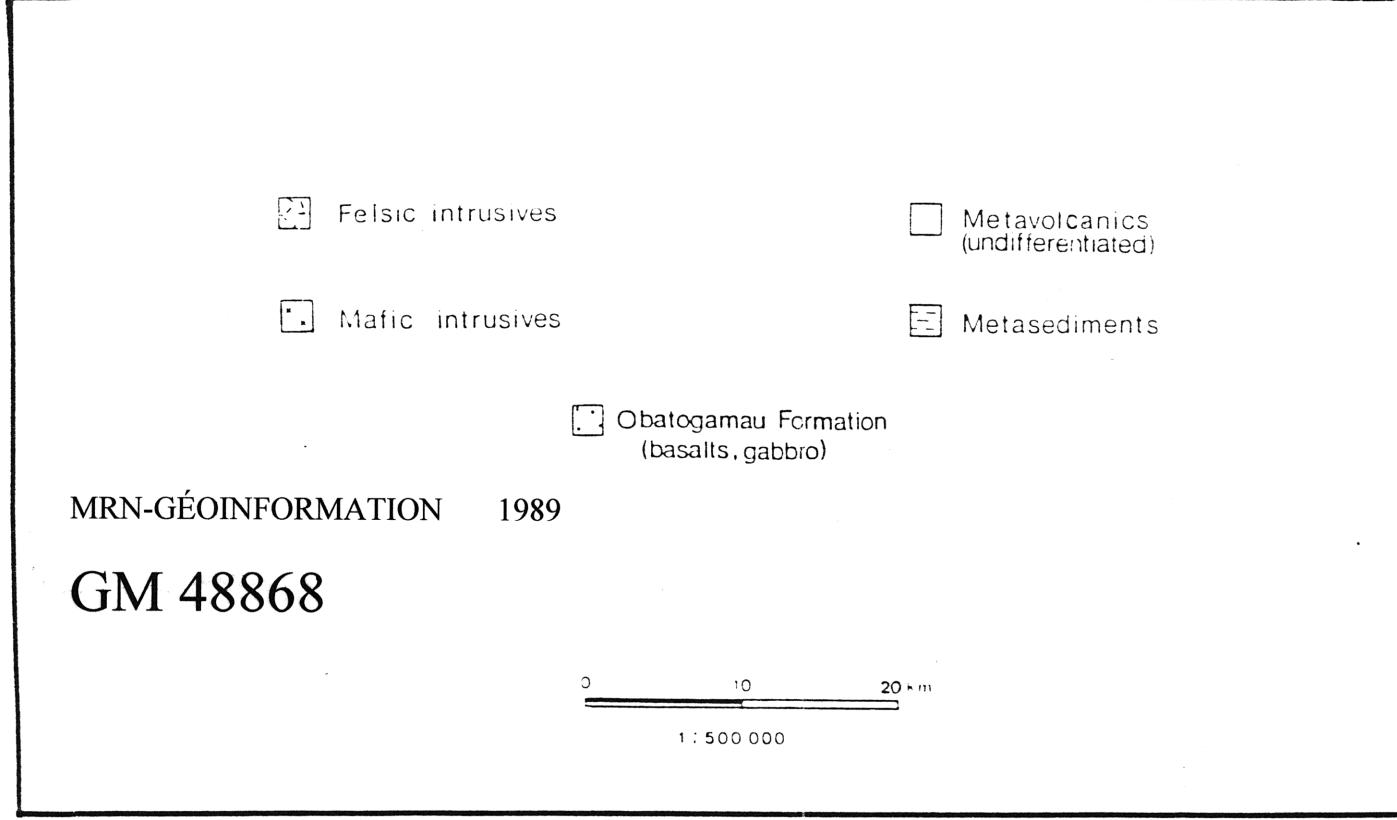 Felsic intrusives
Metavolcanics
(undifferentiated)
Mafic intrusives
Metasediments
Obatogamau Formation
(basalts, gabbro)
MRN-GÉOINFORMATION 1989
GM 48868
0 10 20 km
1 : 500 000